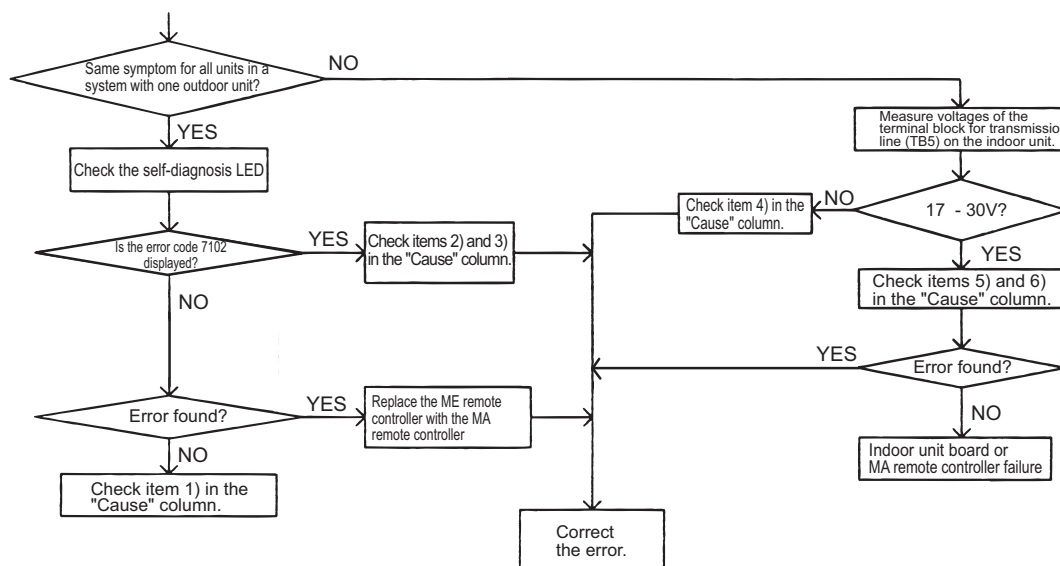 Same symptom for all units in a
system with one outdoor unit?
NO
YES
Measure voltages of the
terminal block for transmissio
line (TB5) on the indoor unit.
Check the self-diagnosis LED
17 - 30V?
NO
Check item 4) in the
"Cause" column.
YES
Is the error code 7102
displayed?
YES
Check items 2) and 3)
in the "Cause" column.
Check items 5) and 6)
in the "Cause" column.
NO
YES
Error found?
NO
Error found?
YES
Replace the ME remote
controller with the MA
remote controller
Indoor unit board or
MA remote controller failure
NO
Check item 1) in the
"Cause" column.
Correct
the error.